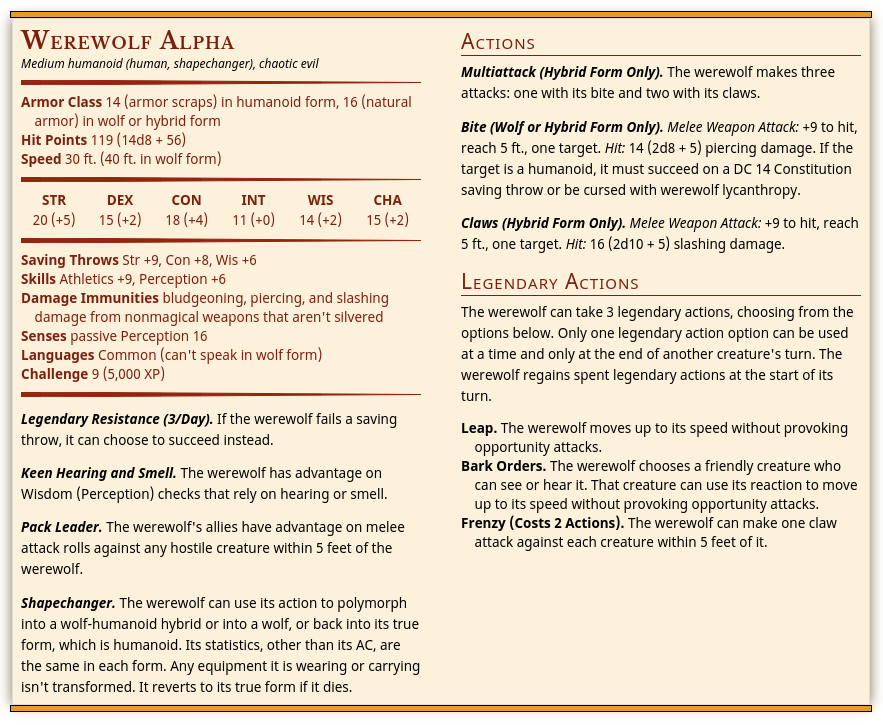 Werewolf Alpha
Medium humanoid (human, shapechanger), chaotic evil
Armor Class 14 (armor scraps) in humanoid form, 16 (natural
armor) in wolf or hybrid form
Hit Points 119 (14d8 + 56)
Speed 30 ft. (40 ft. in wolf form)
STR DEX CON INT WIS CHA
20 (+5) 15 (+2) 18 (+4) 11 (+0) 14 (+2) 15 (+2)
Saving Throws Str +9, Con +8, Wis +6
Skills Athletics +9, Perception +6
Damage Immunities bludgeoning, piercing, and slashing
damage from nonmagical weapons that aren't silvered
Senses passive Perception 16
Languages Common (can't speak in wolf form)
Challenge 9 (5,000 XP)
Legendary Resistance (3/Day). If the werewolf fails a saving
throw, it can choose to succeed instead.
Keen Hearing and Smell. The werewolf has advantage on
Wisdom (Perception) checks that rely on hearing or smell.
Pack Leader. The werewolf's allies have advantage on melee
attack rolls against any hostile creature within 5 feet of the
werewolf.
Shapechanger. The werewolf can use its action to polymorph
into a wolf-humanoid hybrid or into a wolf, or back into its true
form, which is humanoid. Its statistics, other than its AC, are
the same in each form. Any equipment it is wearing or carrying
isn't transformed. It reverts to its true form if it dies.
Actions
Multiattack (Hybrid Form Only). The werewolf makes three
attacks: one with its bite and two with its claws.
Bite (Wolf or Hybrid Form Only). Melee Weapon Attack: +9 to hit,
reach 5 ft., one target. Hit: 14 (2d8 + 5) piercing damage. If the
target is a humanoid, it must succeed on a DC 14 Constitution
saving throw or be cursed with werewolf lycanthropy.
Claws (Hybrid Form Only). Melee Weapon Attack: +9 to hit, reach
5 ft., one target. Hit: 16 (2d10 + 5) slashing damage.
Legendary Actions
The werewolf can take 3 legendary actions, choosing from the
options below. Only one legendary action option can be used
at a time and only at the end of another creature's turn. The
werewolf regains spent legendary actions at the start of its
turn.
Leap. The werewolf moves up to its speed without provoking
opportunity attacks.
Bark Orders. The werewolf chooses a friendly creature who
can see or hear it. That creature can use its reaction to move
up to its speed without provoking opportunity attacks.
Frenzy (Costs 2 Actions). The werewolf can make one claw
attack against each creature within 5 feet of it.